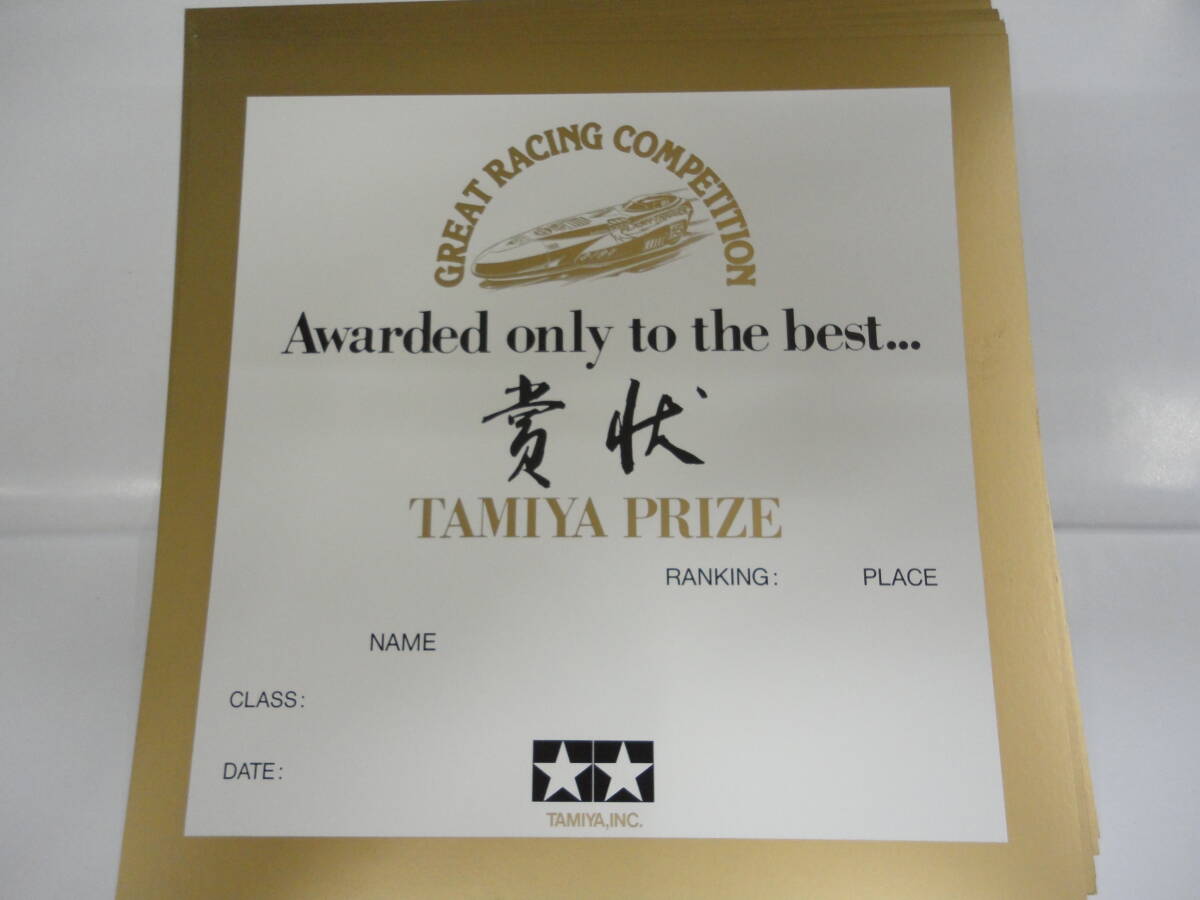 GREAT RACING COMPETITION
Awarded only to the best...
賞状
TAMIYA PRIZE
RANKING: PLACE
NAME
CLASS:
DATE:
TAMIYA, INC.